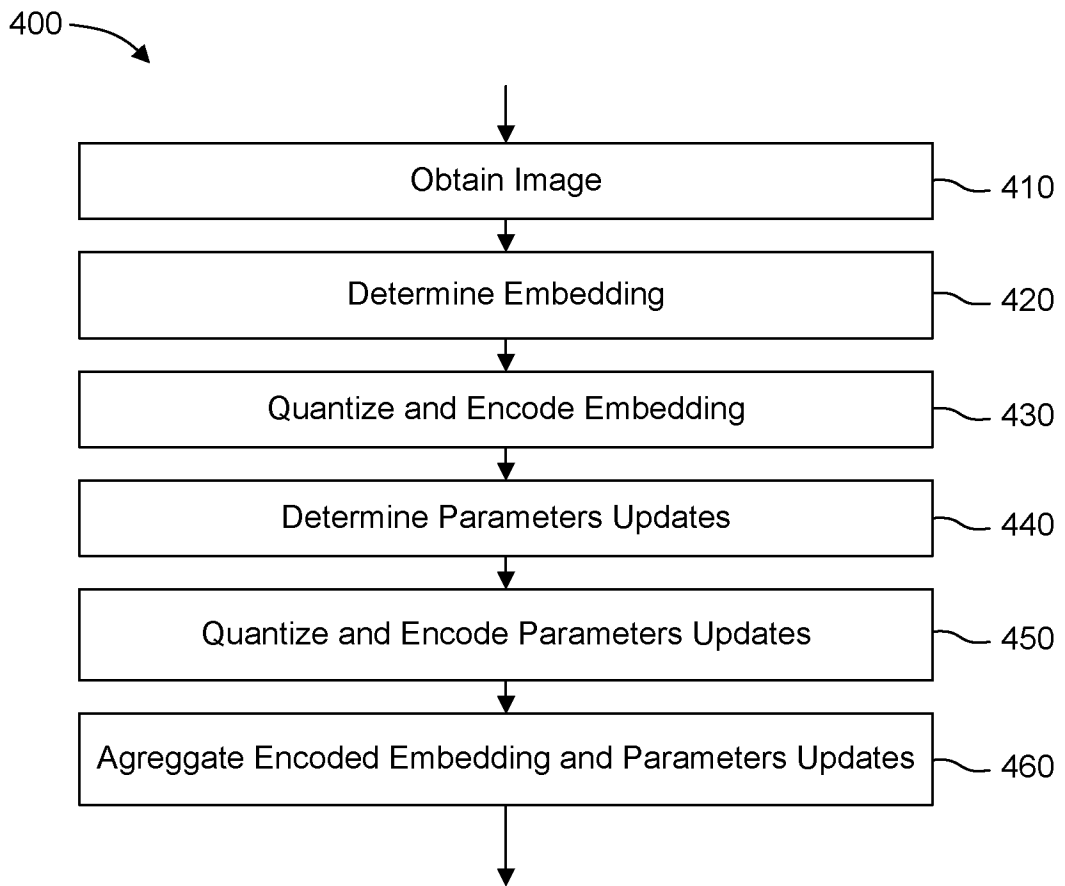 400
Obtain Image
410
Determine Embedding
420
Quantize and Encode Embedding
430
Determine Parameters Updates
440
Quantize and Encode Parameters Updates
450
Agreggate Encoded Embedding and Parameters Updates
460